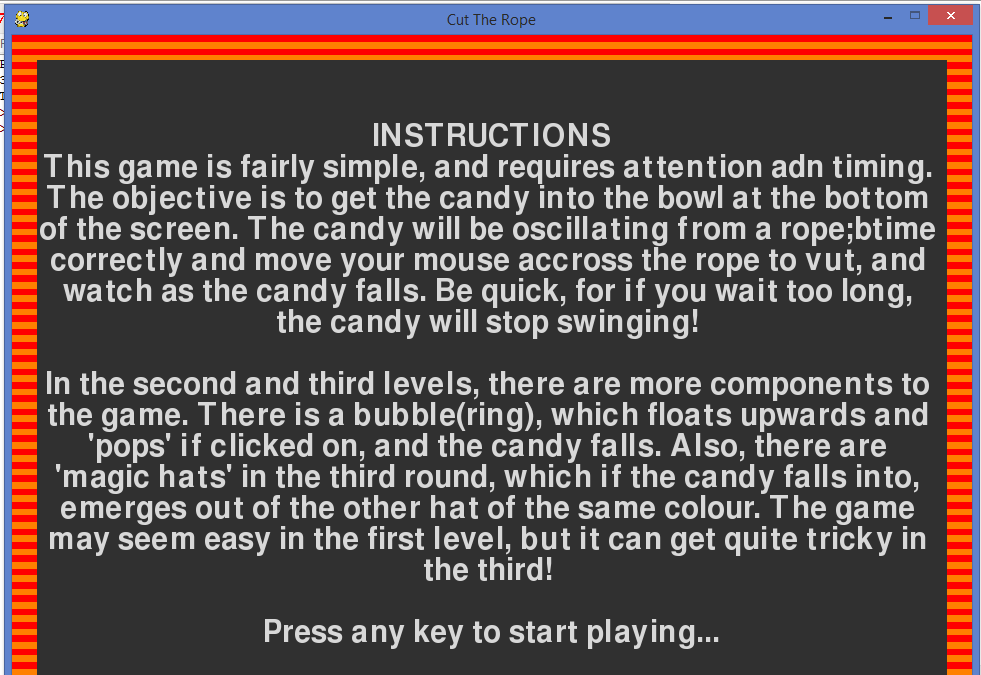 Cut The Rope
INSTRUCTIONS
This game is fairly simple, and requires attention adn timing.
The objective is to get the candy into the bowl at the bottom
of the screen. The candy will be oscillating from a rope;btime
correctly and move your mouse accross the rope to vut, and
watch as the candy falls. Be quick, for if you wait too long,
the candy will stop swinging!
In the second and third levels, there are more components to
the game. There is a bubble(ring), which floats upwards and
'pops' if clicked on, and the candy falls. Also, there are
'magic hats' in the third round, which if the candy falls into,
emerges out of the other hat of the same colour. The game
may seem easy in the first level, but it can get quite tricky in
the third!
Press any key to start playing...